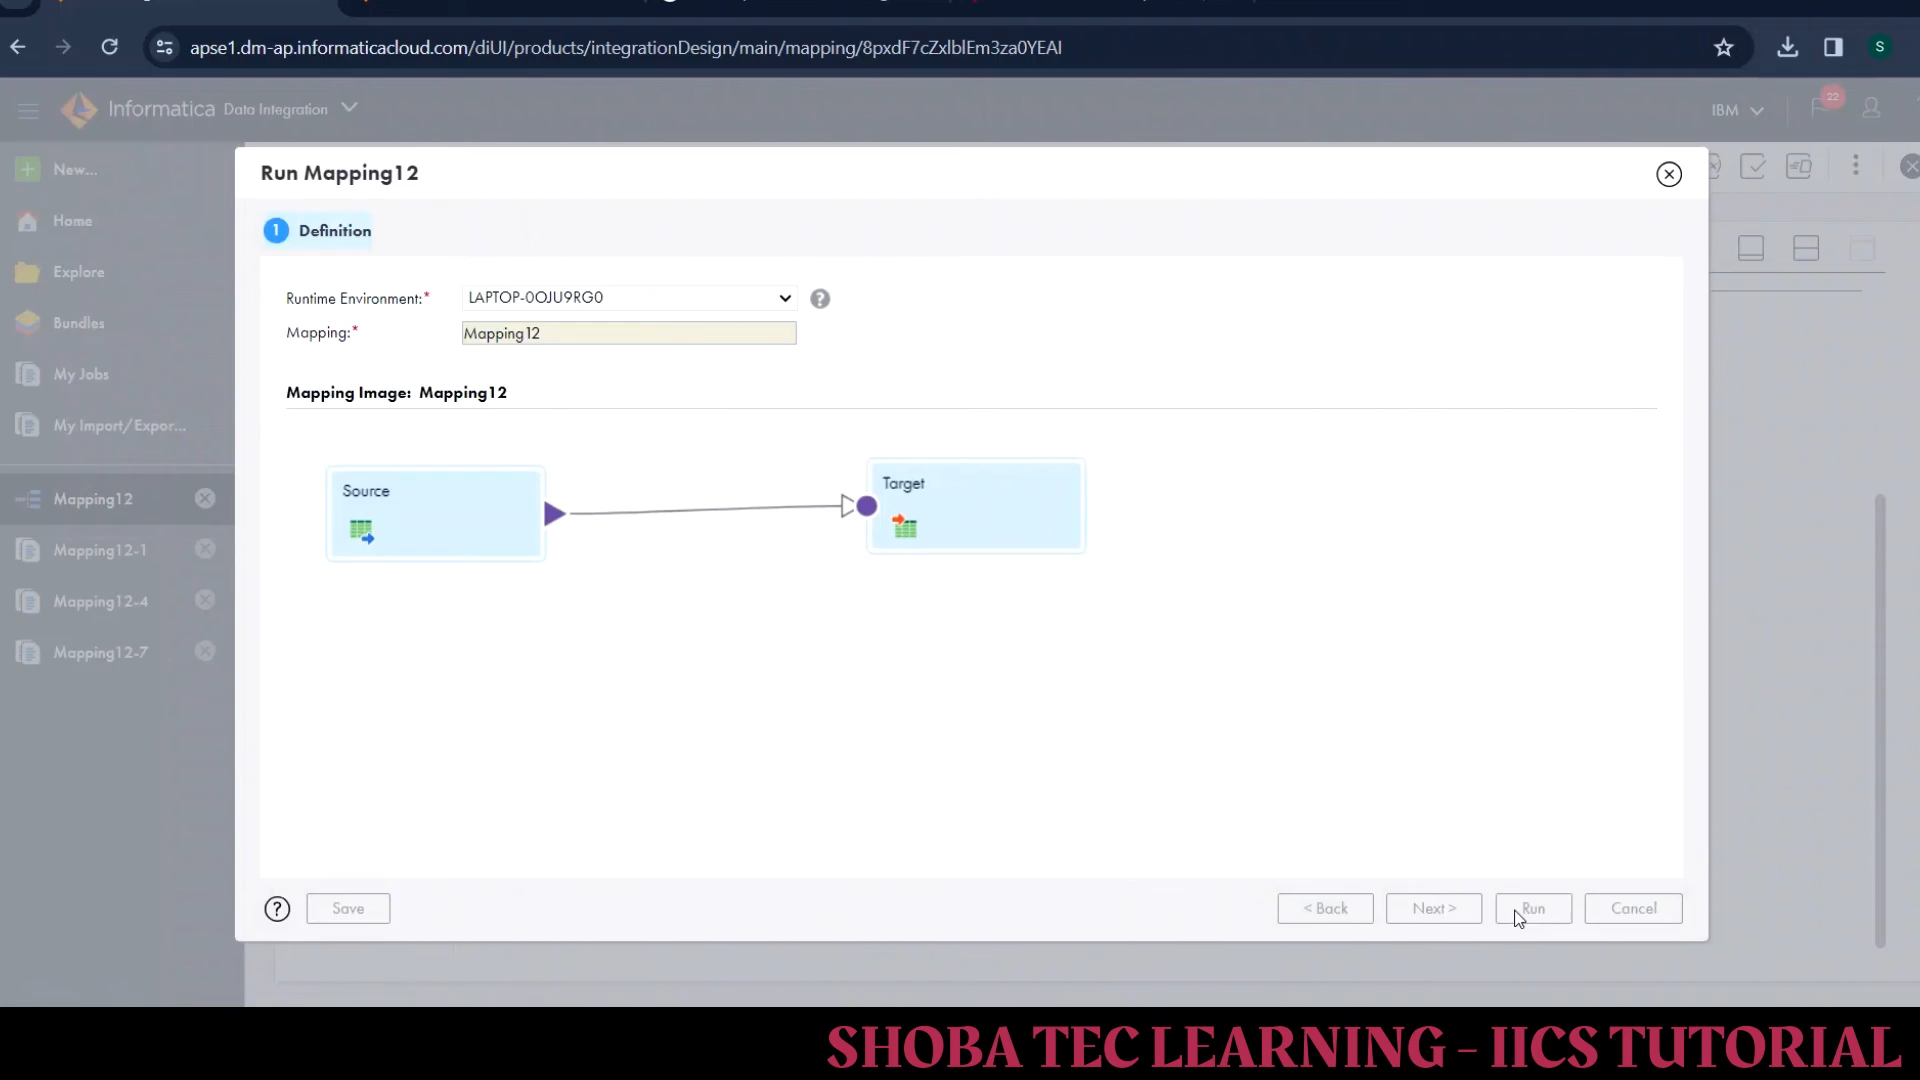 apse1.dm-ap.informaticacloud.com/diUI/products/integrationDesign/main/mapping/8pxdF7cZxlblEm3za0YEAI
S
Informatica Data Integration
IBM
22
New...
Home
Explore
Bundles
My Jobs
My Import/Expor...
Mapping12
Mapping12-1
Mapping12-4
Mapping12-7
Run Mapping12
1 Definition
Runtime Environment:* LAPTOP-0OJU9RG0 ?
Mapping:* Mapping12
Mapping Image: Mapping12
Source
Target
? Save
< Back Next > Run Cancel
SHOBA TEC LEARNING - IICS TUTORIAL